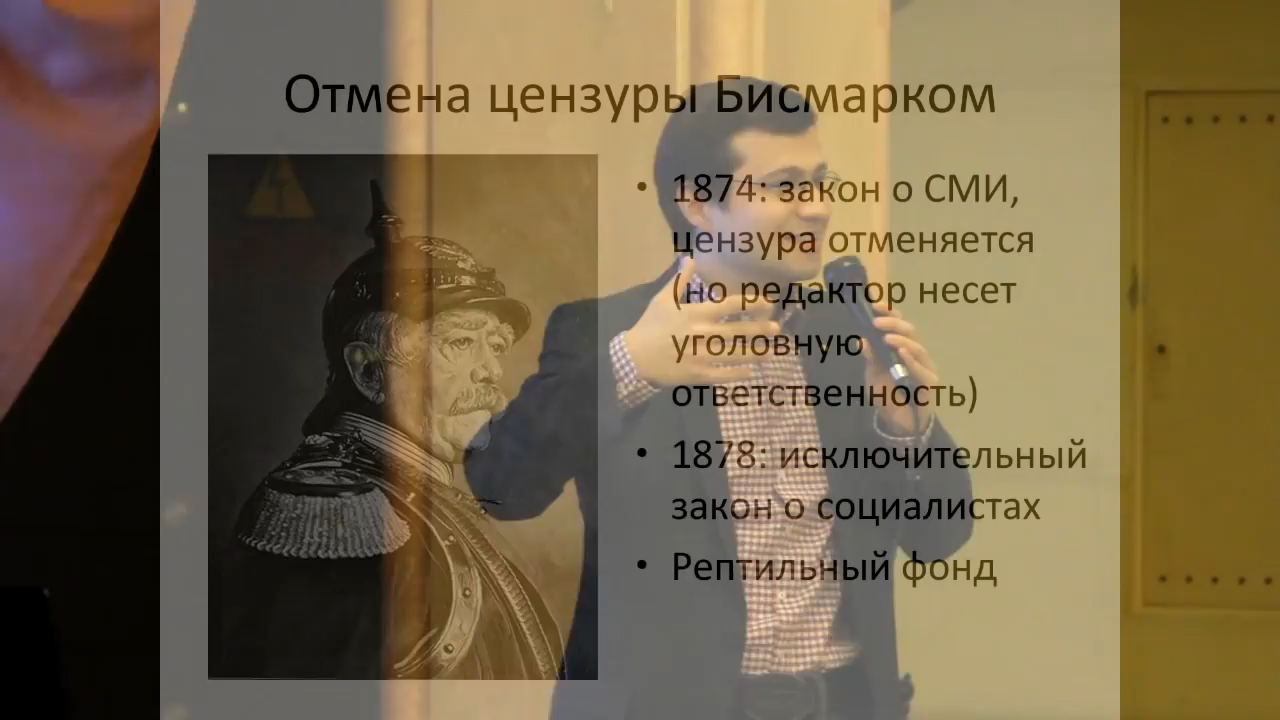 Отмена цензуры Бисмарком
• 1874: закон о СМИ,
цензура отменяется
(но редактор несет
уголовную
ответственность)
• 1878: исключительный
закон о социалистах
• Рептильный фонд